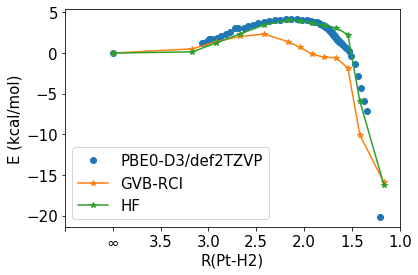 5
0
−5
−10
−15
−20
E (kcal/mol)
PBE0-D3/def2TZVP
GVB-RCI
HF
∞ 3.5 3.0 2.5 2.0 1.5 1.0
R(Pt-H2)